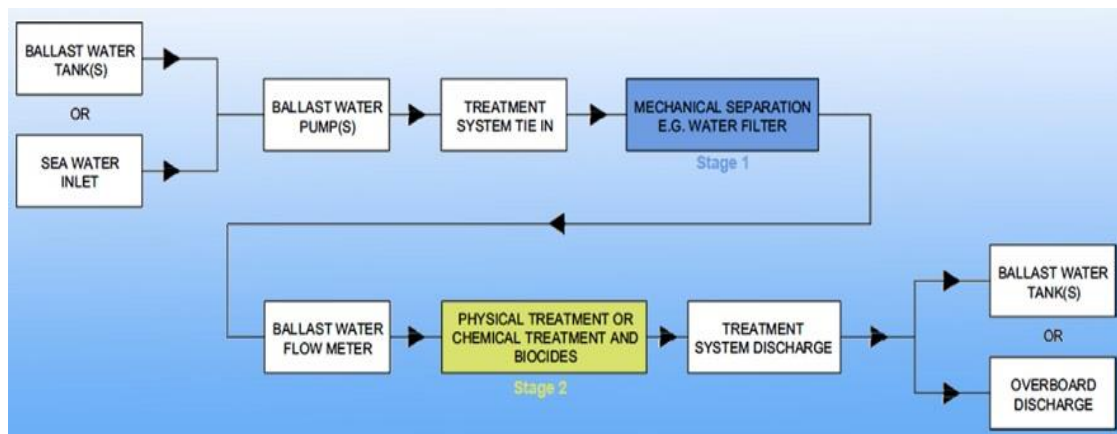 BALLAST WATER
TANK(S)
OR
SEA WATER
INLET
BALLAST WATER
PUMP(S)
TREATMENT
SYSTEM TIE IN
MECHANICAL SEPARATION
E.G. WATER FILTER
Stage 1
BALLAST WATER
FLOW METER
PHYSICAL TREATMENT OR
CHEMICAL TREATMENT AND
BIOCIDES
Stage 2
TREATMENT
SYSTEM DISCHARGE
BALLAST WATER
TANK(S)
OR
OVERBOARD
DISCHARGE